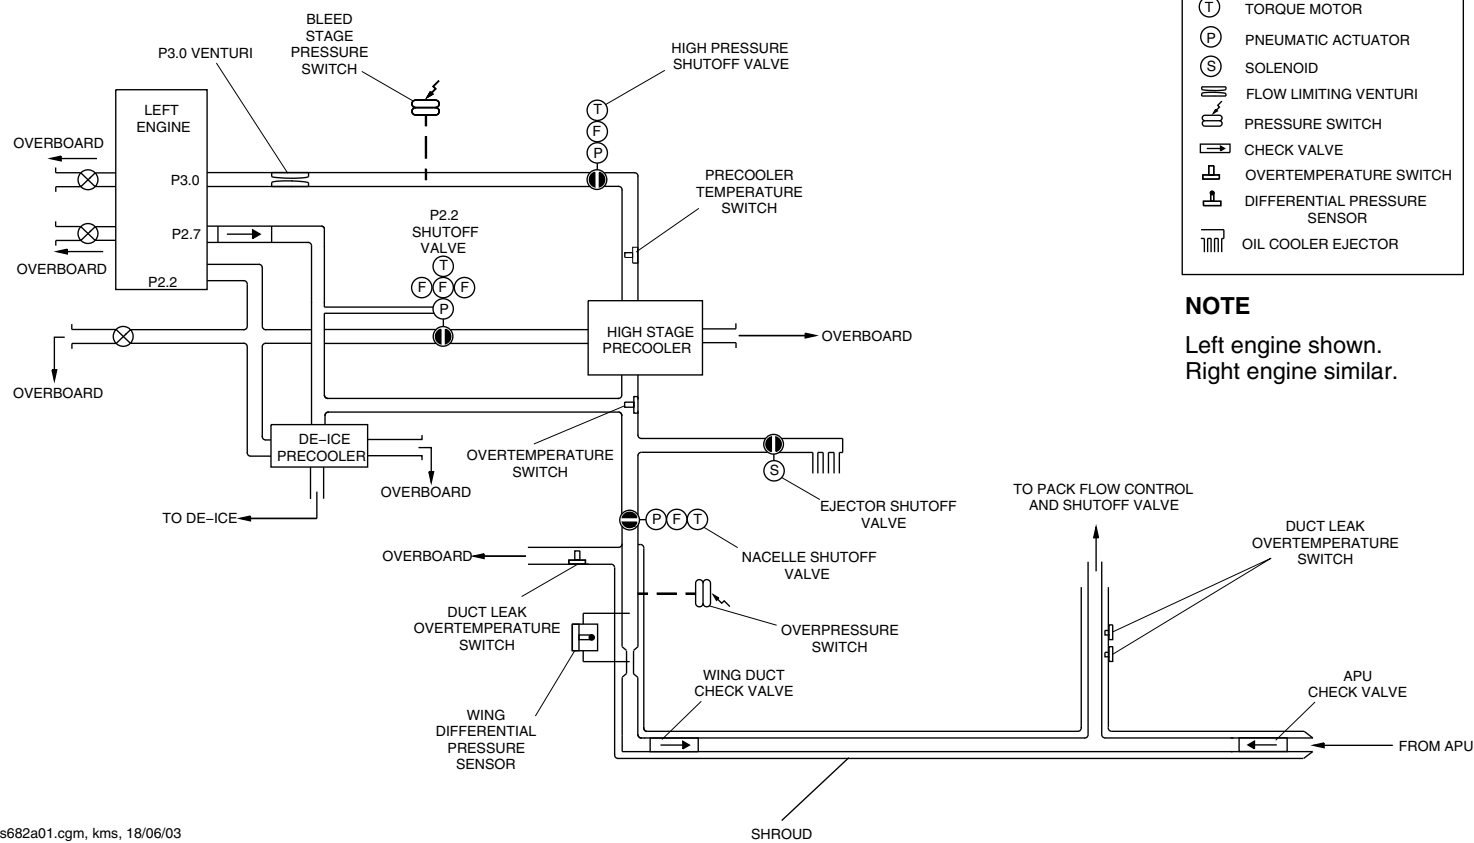 BLEED
STAGE
PRESSURE
SWITCH
P3.0 VENTURI
HIGH PRESSURE
SHUTOFF VALVE
LEFT
ENGINE
OVERBOARD
P3.0
P2.7
OVERBOARD
P2.2
T
F
P
PRECOOLER
TEMPERATURE
SWITCH
P2.2
SHUTOFF
VALVE
T
F F F
P
HIGH STAGE
PRECOOLER
OVERBOARD
OVERBOARD
DE-ICE
PRECOOLER
OVERBOARD
TO DE-ICE
OVERTEMPERATURE
SWITCH
S
EJECTOR SHUTOFF
VALVE
P F T
NACELLE SHUTOFF
VALVE
OVERBOARD
DUCT LEAK
OVERTEMPERATURE
SWITCH
OVERPRESSURE
SWITCH
WING
DIFFERENTIAL
PRESSURE
SENSOR
WING DUCT
CHECK VALVE
TO PACK FLOW CONTROL
AND SHUTOFF VALVE
DUCT LEAK
OVERTEMPERATURE
SWITCH
APU
CHECK VALVE
FROM APU
SHROUD
T TORQUE MOTOR
P PNEUMATIC ACTUATOR
S SOLENOID
FLOW LIMITING VENTURI
PRESSURE SWITCH
CHECK VALVE
OVERTEMPERATURE SWITCH
DIFFERENTIAL PRESSURE
SENSOR
OIL COOLER EJECTOR
NOTE
Left engine shown.
Right engine similar.
s682a01.cgm, kms, 18/06/03